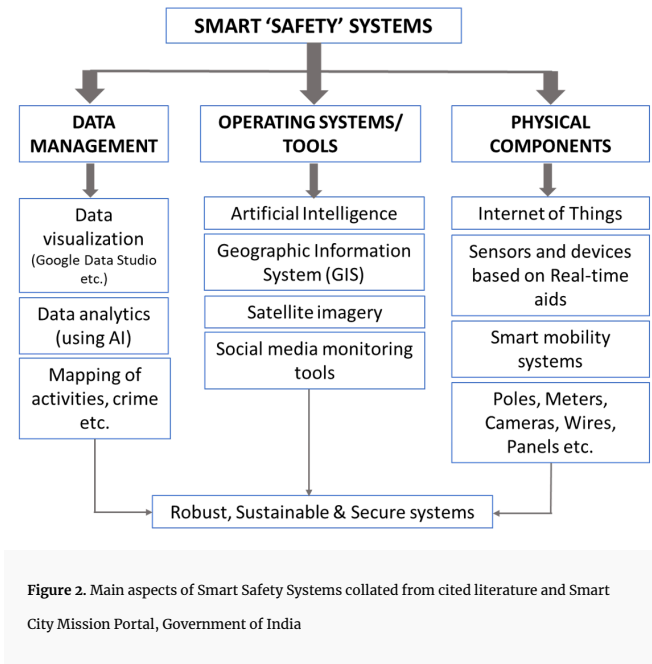 SMART ‘SAFETY’ SYSTEMS
DATA
MANAGEMENT
Data
visualization
(Google Data Studio
etc.)
Data analytics
(using AI)
Mapping of
activities, crime
etc.
OPERATING SYSTEMS/
TOOLS
Artificial Intelligence
Geographic Information
System (GIS)
Satellite imagery
Social media monitoring
tools
PHYSICAL
COMPONENTS
Internet of Things
Sensors and devices
based on Real-time
aids
Smart mobility
systems
Poles, Meters,
Cameras, Wires,
Panels etc.
Robust, Sustainable & Secure systems
Figure 2. Main aspects of Smart Safety Systems collated from cited literature and Smart
City Mission Portal, Government of India